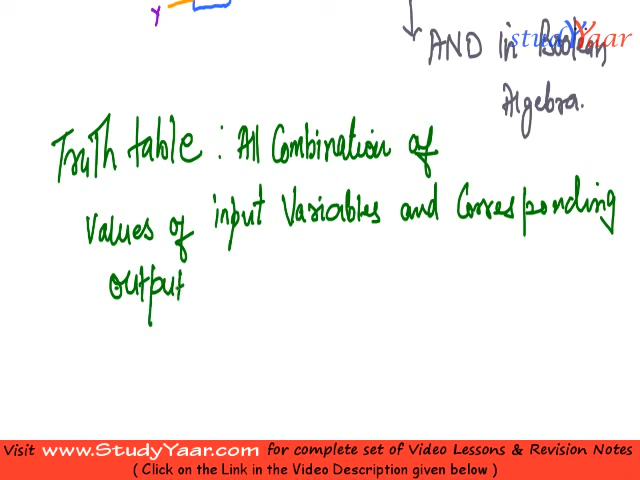 Y
studyYaar
AND in Boolean
Algebra.
Truth table : All Combination of
Values of input Variables and Corresponding
output
Visit www.StudyYaar.com for complete set of Video Lessons & Revision Notes
( Click on the Link in the Video Description given below )